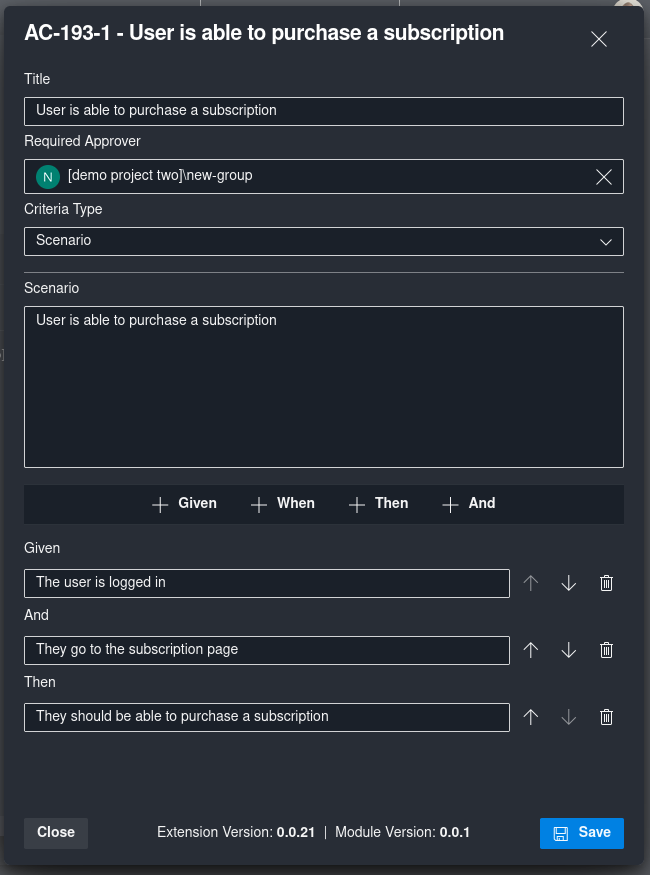 AC-193-1 - User is able to purchase a subscription
Title
User is able to purchase a subscription
Required Approver
N [demo project two]\new-group
Criteria Type
Scenario
Scenario
User is able to purchase a subscription
Given When Then And
Given
The user is logged in
And
They go to the subscription page
Then
They should be able to purchase a subscription
Close Extension Version: 0.0.21 | Module Version: 0.0.1 Save